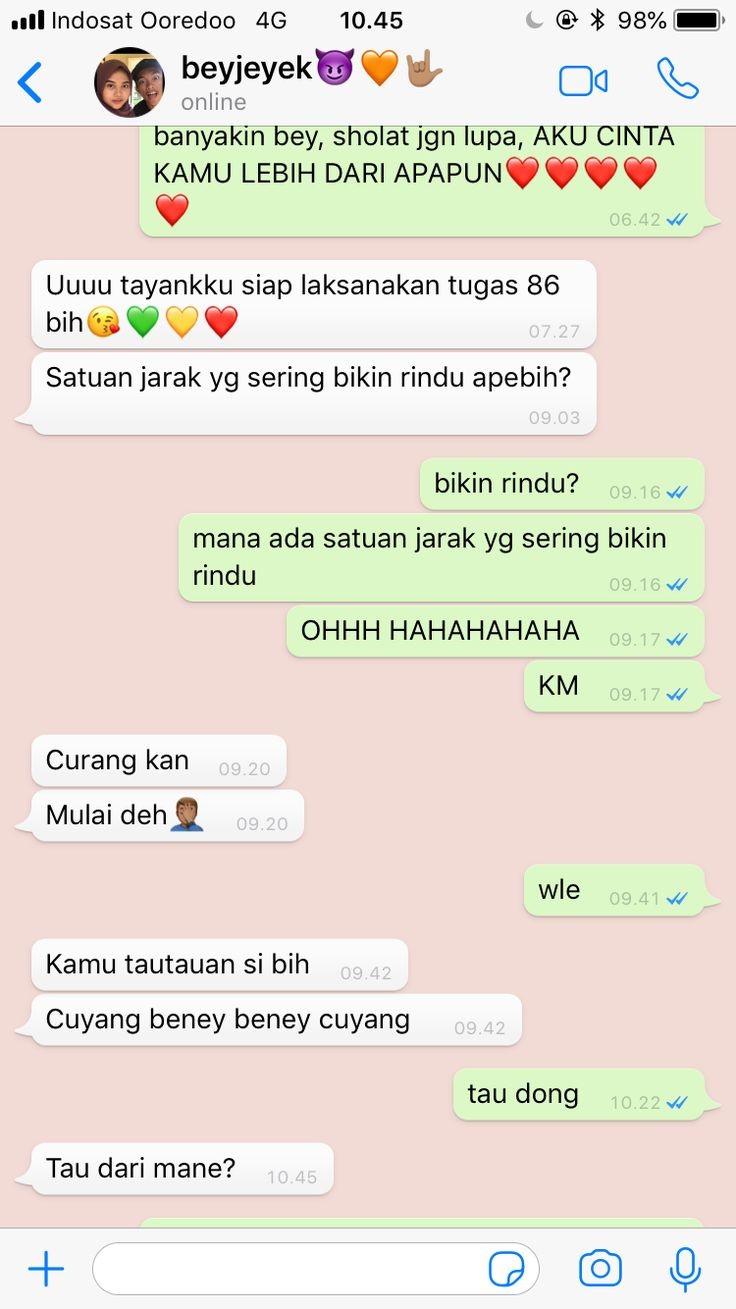 Indosat Ooredoo 4G 10.45 98%
beyjeyek😈🧡🤟🏽
online
banyakin bey, sholat jgn lupa, AKU CINTA
KAMU LEBIH DARI APAPUN❤️❤️❤️❤️
❤️
06.42
Uuuu tayankku siap laksanakan tugas 86
bih😘💚💛❤️
07.27
Satuan jarak yg sering bikin rindu apebih?
09.03
bikin rindu? 09.16
mana ada satuan jarak yg sering bikin
rindu
09.16
OHHH HAHAHAHAHA 09.17
KM 09.17
Curang kan 09.20
Mulai deh🤦🏾‍♂️ 09.20
wle 09.41
Kamu tautauan si bih 09.42
Cuyang beney beney cuyang 09.42
tau dong 10.22
Tau dari mane? 10.45